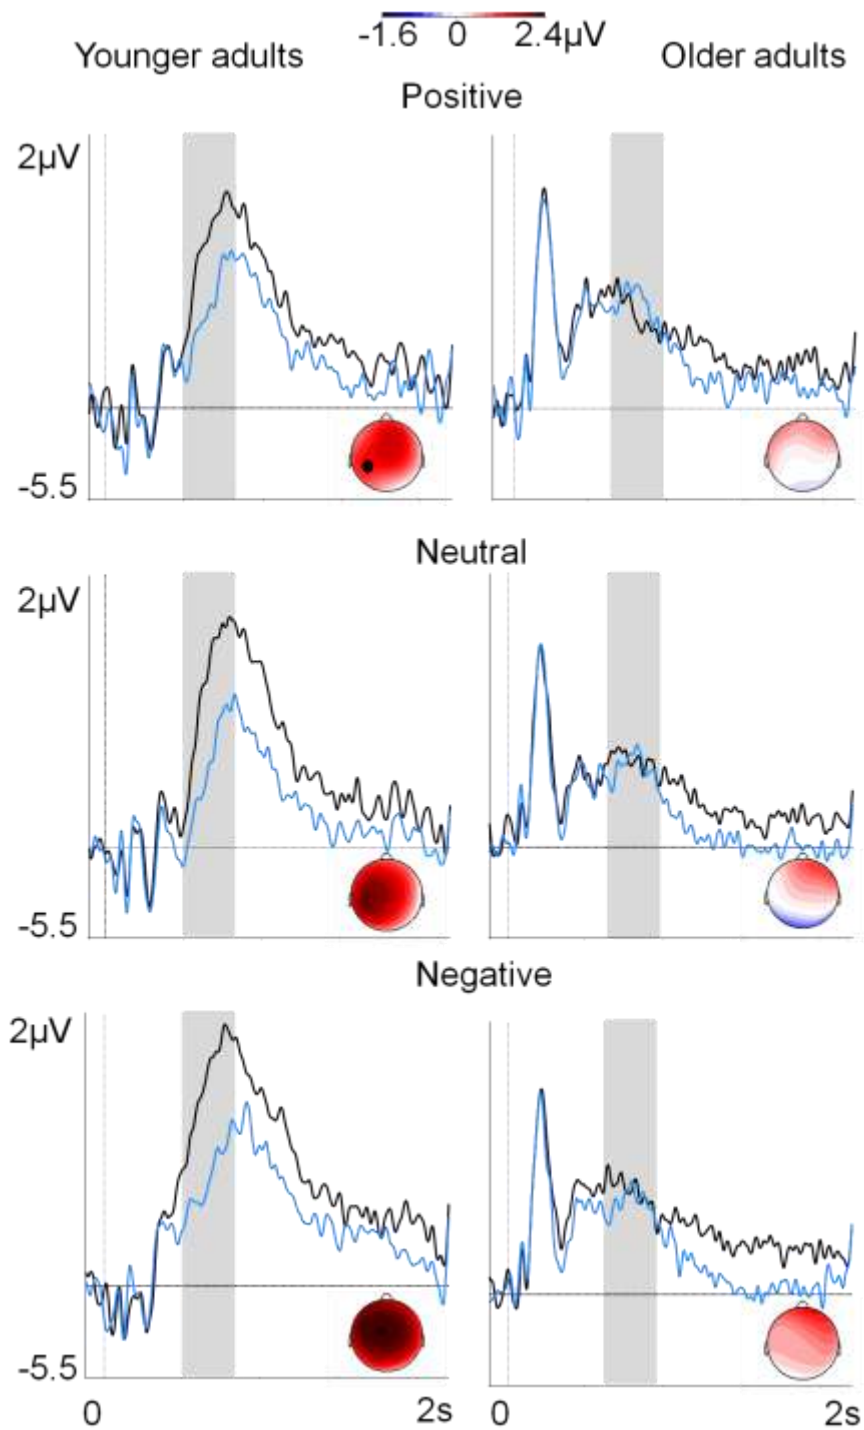 -1.6 0 2.4µV
Younger adults Older adults
Positive
2µV
-5.5
Neutral
2µV
-5.5
Negative
2µV
-5.5
0 2s 0 2s